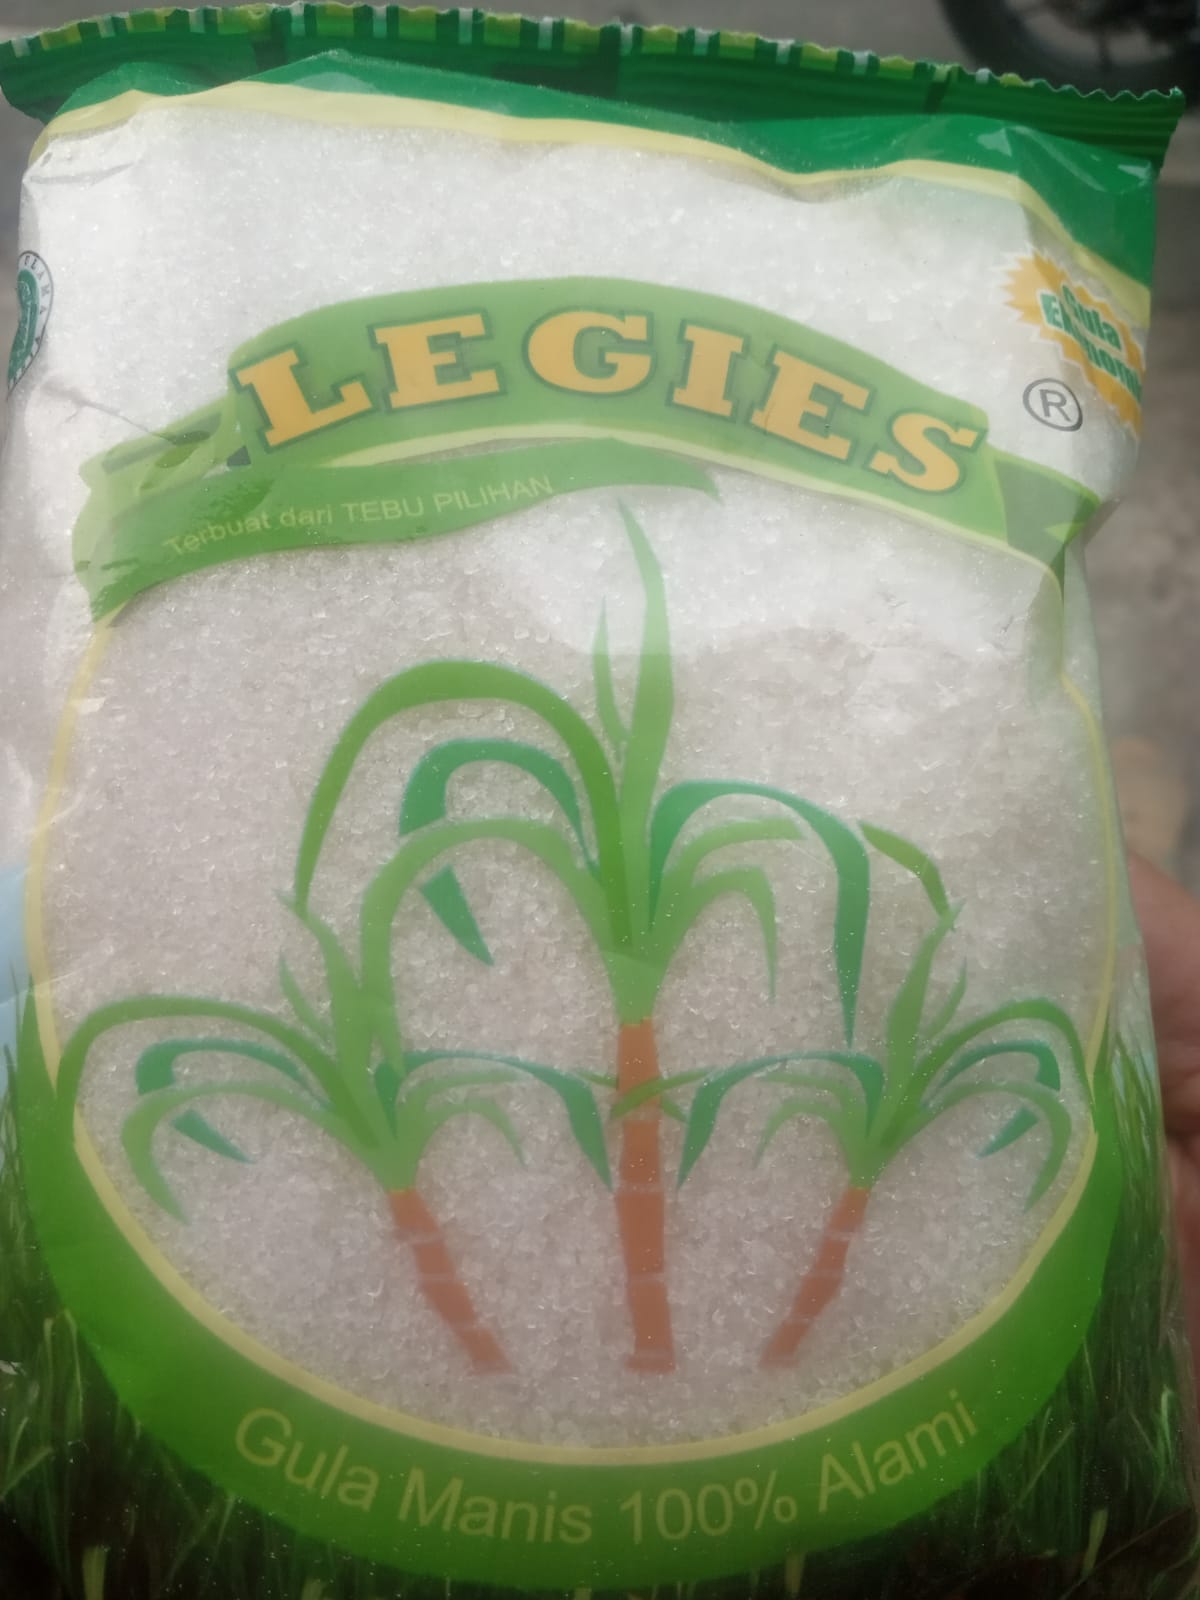 LEGIES
®
Gula
Terbuat dari TEBU PILIHAN
Gula Manis 100% Alami